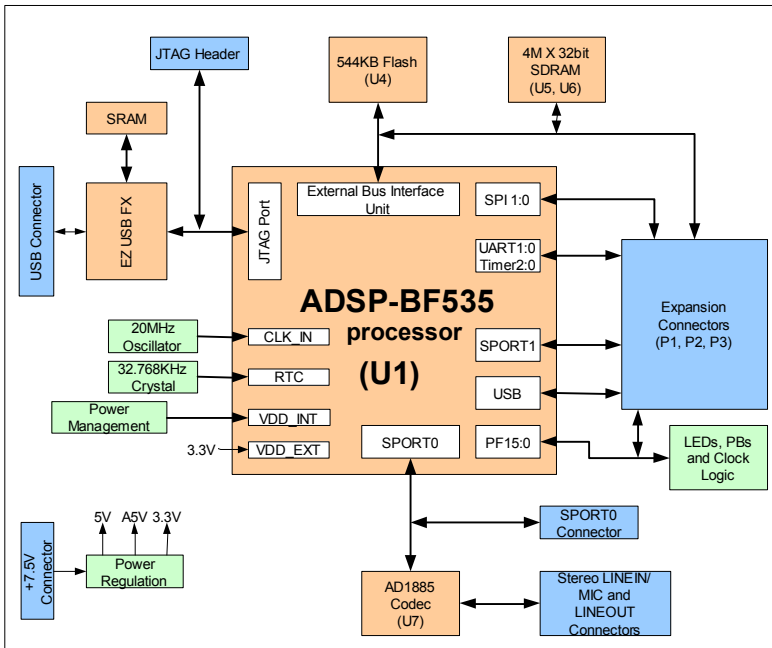 JTAG Header
544KB Flash
(U4)
4M X 32bit
SDRAM
(U5, U6)
SRAM
USB Connector
EZ USB FX
JTAG Port
External Bus Interface
Unit
SPI 1:0
UART1:0
Timer2:0
ADSP-BF535
processor
(U1)
Expansion
Connectors
(P1, P2, P3)
20MHz
Oscillator
CLK_IN
SPORT1
32.768KHz
Crystal
RTC
USB
Power
Management
VDD_INT
3.3V
VDD_EXT
SPORT0
PF15:0
LEDs, PBs
and Clock
Logic
+7.5V
Connector
5V
A5V
3.3V
Power
Regulation
SPORT0
Connector
AD1885
Codec
(U7)
Stereo LINEIN/
MIC and
LINEOUT
Connectors